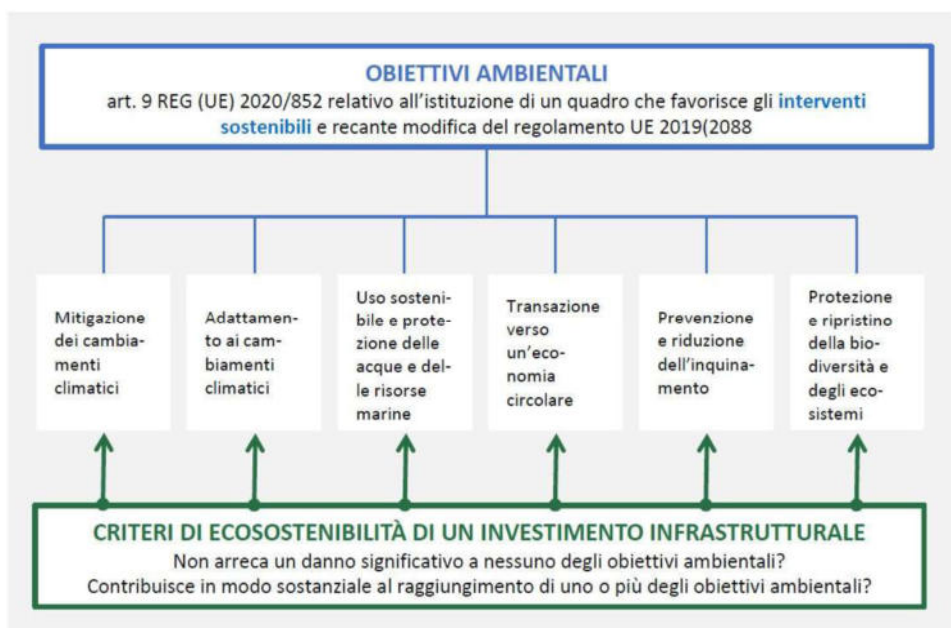 OBIETTIVI AMBIENTALI
art. 9 REG (UE) 2020/852 relativo all'istituzione di un quadro che favorisce gli interventi
sostenibili e recante modifica del regolamento UE 2019(2088
Mitigazione
dei cambia-
menti
climatici
Adattamen-
to ai cam-
biamenti
climatici
Uso sosteni-
bile e prote-
zione delle
acque e del-
le risorse
marine
Transazione
verso
un'eco-
nomia
circolare
Prevenzione
e riduzione
dell'inquina-
mento
Protezione
e ripristino
della bio-
diversità e
degli eco-
sistemi
CRITERI DI ECOSOSTENIBILITÀ DI UN INVESTIMENTO INFRASTRUTTURALE
Non arreca un danno significativo a nessuno degli obiettivi ambientali?
Contribuisce in modo sostanziale al raggiungimento di uno o più degli obiettivi ambientali?